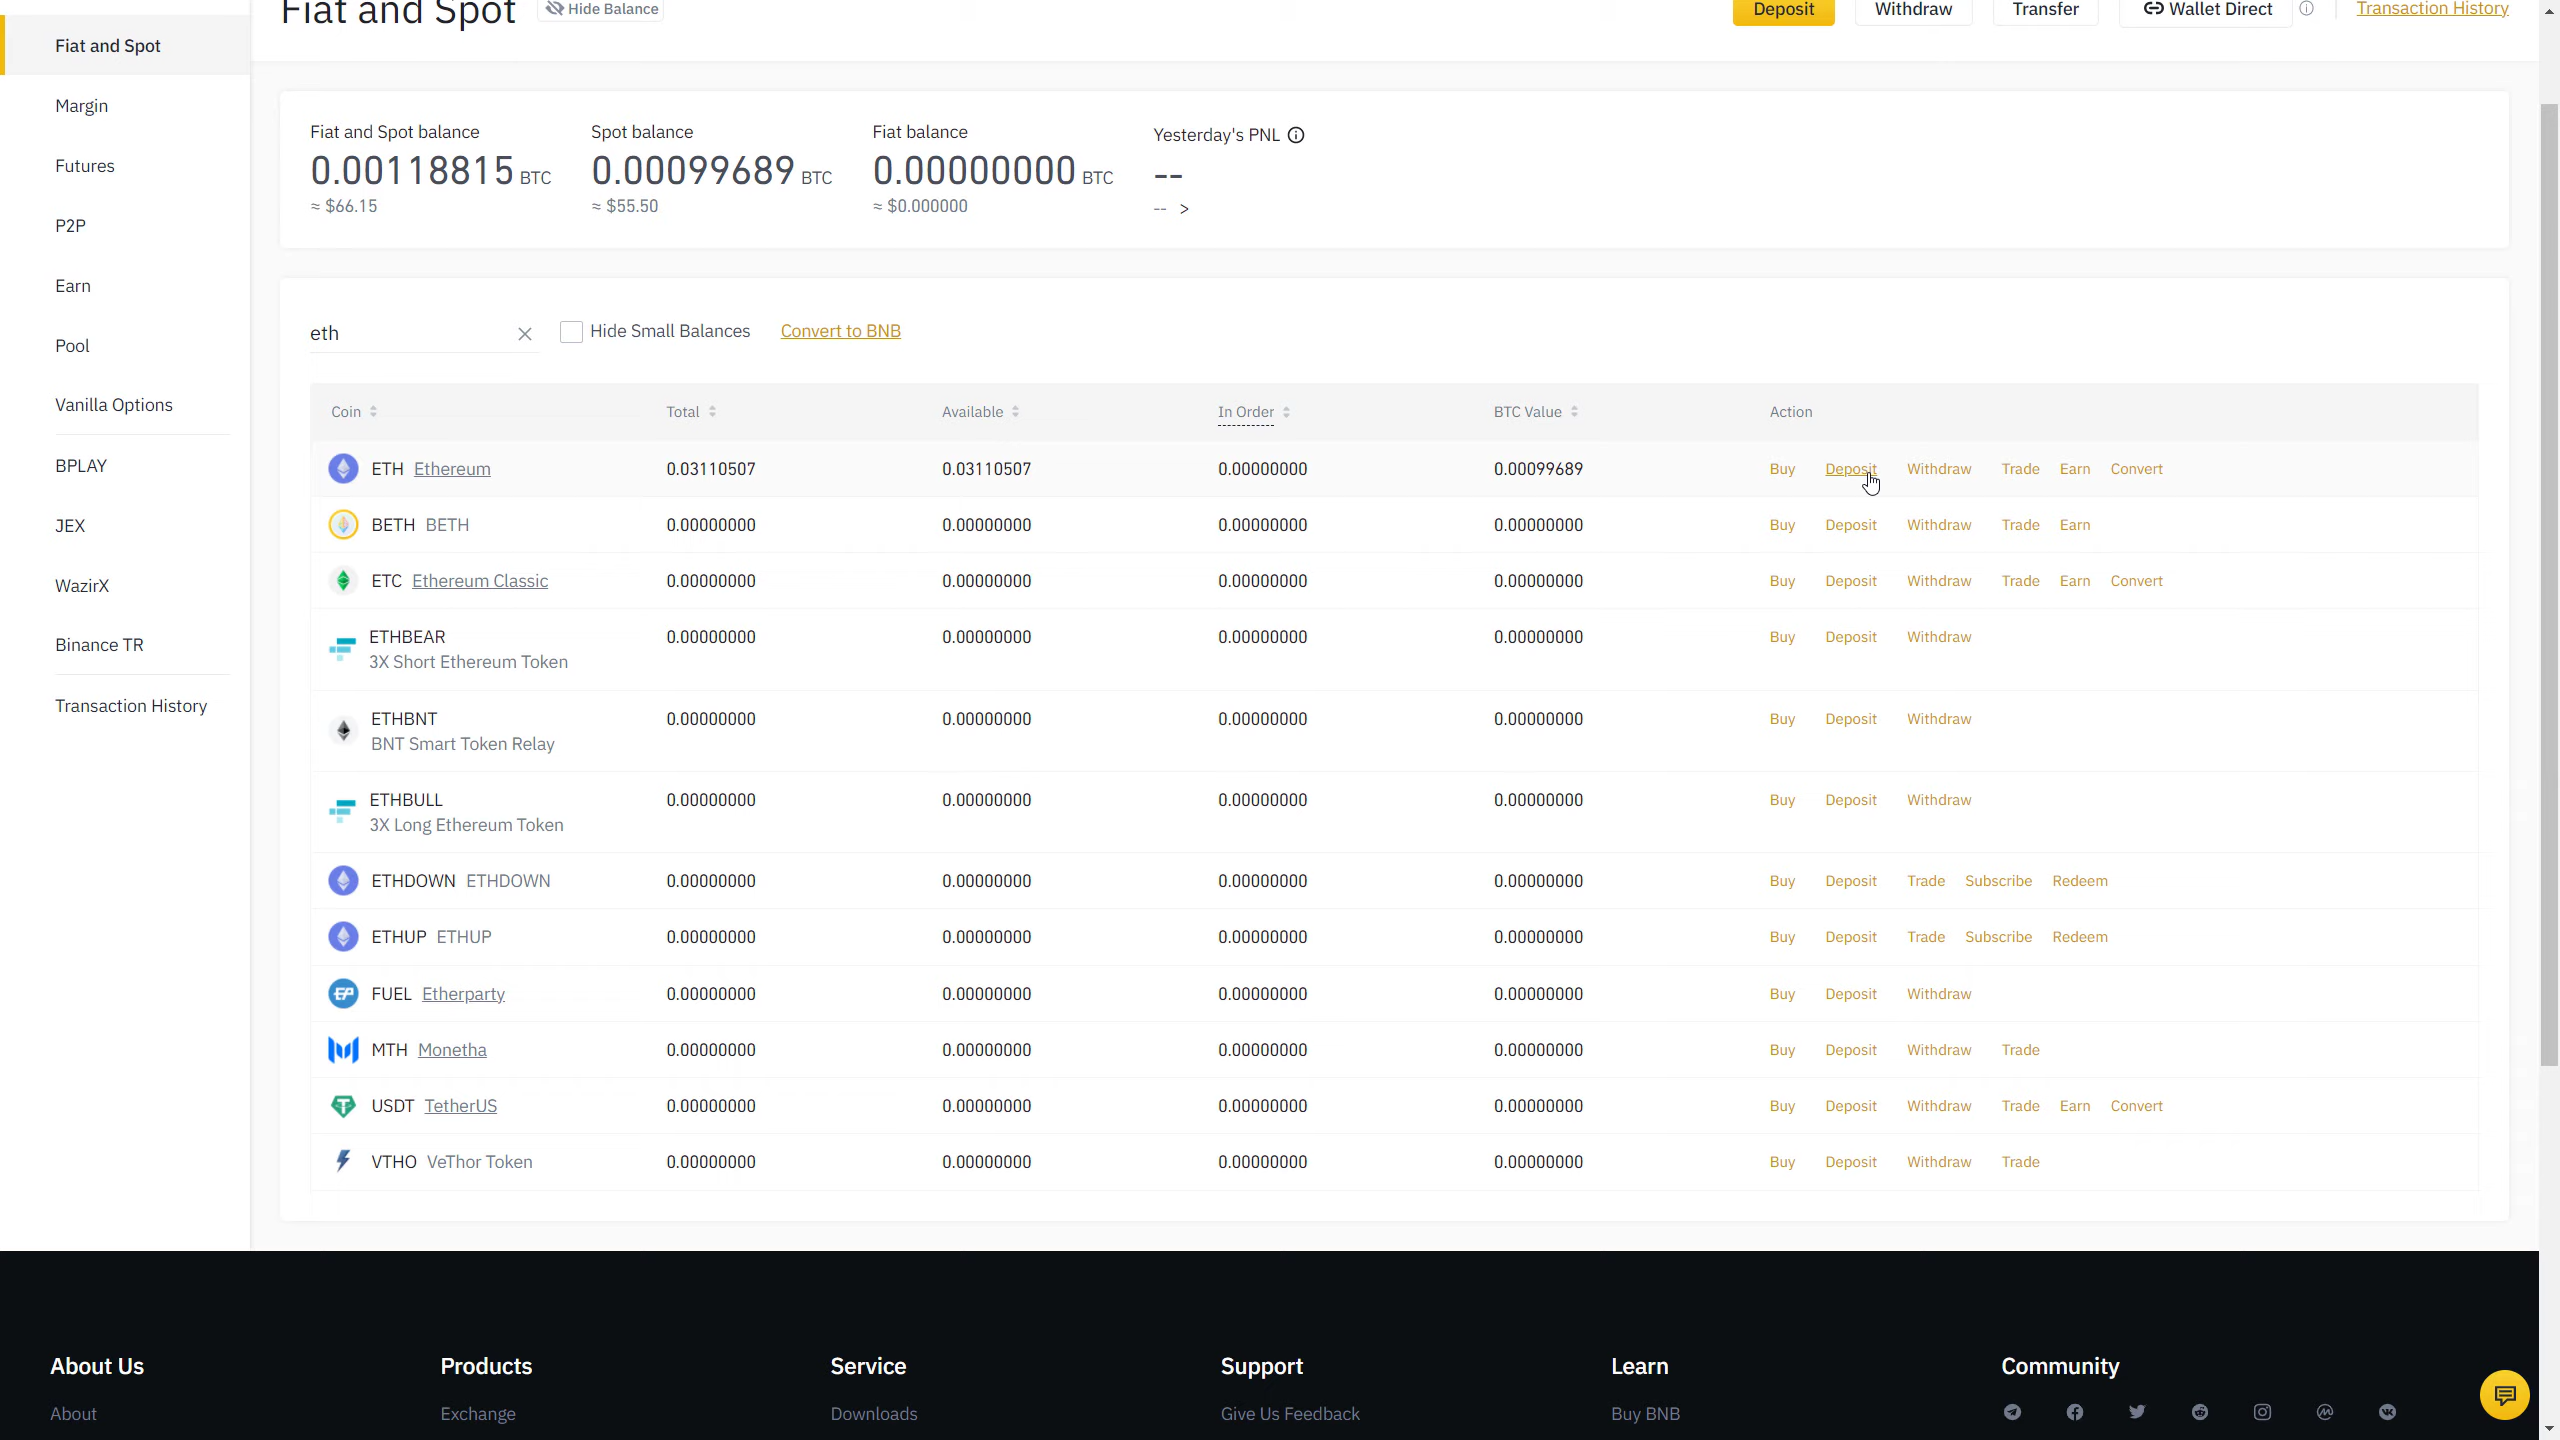 Fiat and Spot Hide Balance Deposit Withdraw Transfer Wallet Direct Transaction History
Fiat and Spot
Margin
Futures
P2P
Earn
Pool
Vanilla Options
BPLAY
JEX
WazirX
Binance TR
Transaction History
Fiat and Spot balance Spot balance Fiat balance Yesterday's PNL
0.00118815 BTC 0.00099689 BTC 0.00000000 BTC --
≈ $66.15 ≈ $55.50 ≈ $0.000000 -- >
eth Hide Small Balances Convert to BNB
Coin Total Available In Order BTC Value Action
ETH Ethereum 0.03110507 0.03110507 0.00000000 0.00099689 Buy Deposit Withdraw Trade Earn Convert
BETH BETH 0.00000000 0.00000000 0.00000000 0.00000000 Buy Deposit Withdraw Trade Earn
ETC Ethereum Classic 0.00000000 0.00000000 0.00000000 0.00000000 Buy Deposit Withdraw Trade Earn Convert
ETHBEAR 0.00000000 0.00000000 0.00000000 0.00000000 Buy Deposit Withdraw
3X Short Ethereum Token
ETHBNT 0.00000000 0.00000000 0.00000000 0.00000000 Buy Deposit Withdraw
BNT Smart Token Relay
ETHBULL 0.00000000 0.00000000 0.00000000 0.00000000 Buy Deposit Withdraw
3X Long Ethereum Token
ETHDOWN ETHDOWN 0.00000000 0.00000000 0.00000000 0.00000000 Buy Deposit Trade Subscribe Redeem
ETHUP ETHUP 0.00000000 0.00000000 0.00000000 0.00000000 Buy Deposit Trade Subscribe Redeem
FUEL Etherparty 0.00000000 0.00000000 0.00000000 0.00000000 Buy Deposit Withdraw
MTH Monetha 0.00000000 0.00000000 0.00000000 0.00000000 Buy Deposit Withdraw Trade
USDT TetherUS 0.00000000 0.00000000 0.00000000 0.00000000 Buy Deposit Withdraw Trade Earn Convert
VTHO VeThor Token 0.00000000 0.00000000 0.00000000 0.00000000 Buy Deposit Withdraw Trade
About Us Products Service Support Learn Community
About Exchange Downloads Give Us Feedback Buy BNB